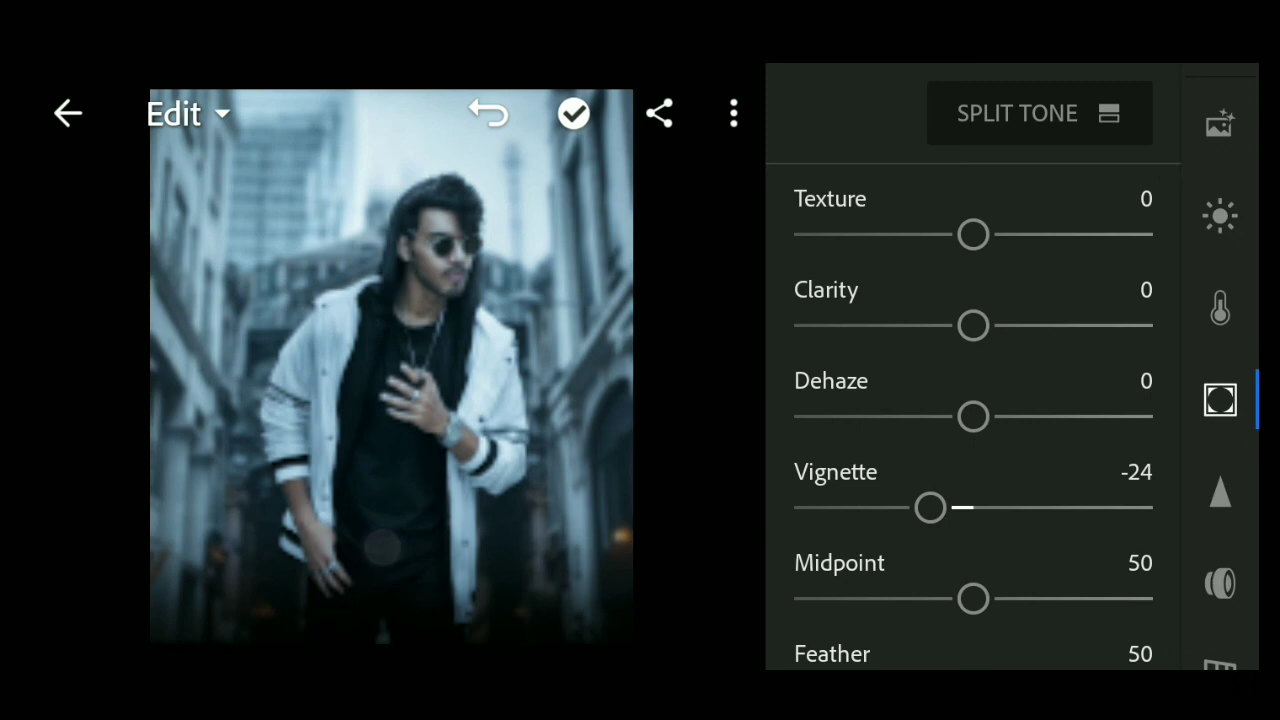 Edit
SPLIT TONE
Texture 0
Clarity 0
Dehaze 0
Vignette -24
Midpoint 50
Feather 50